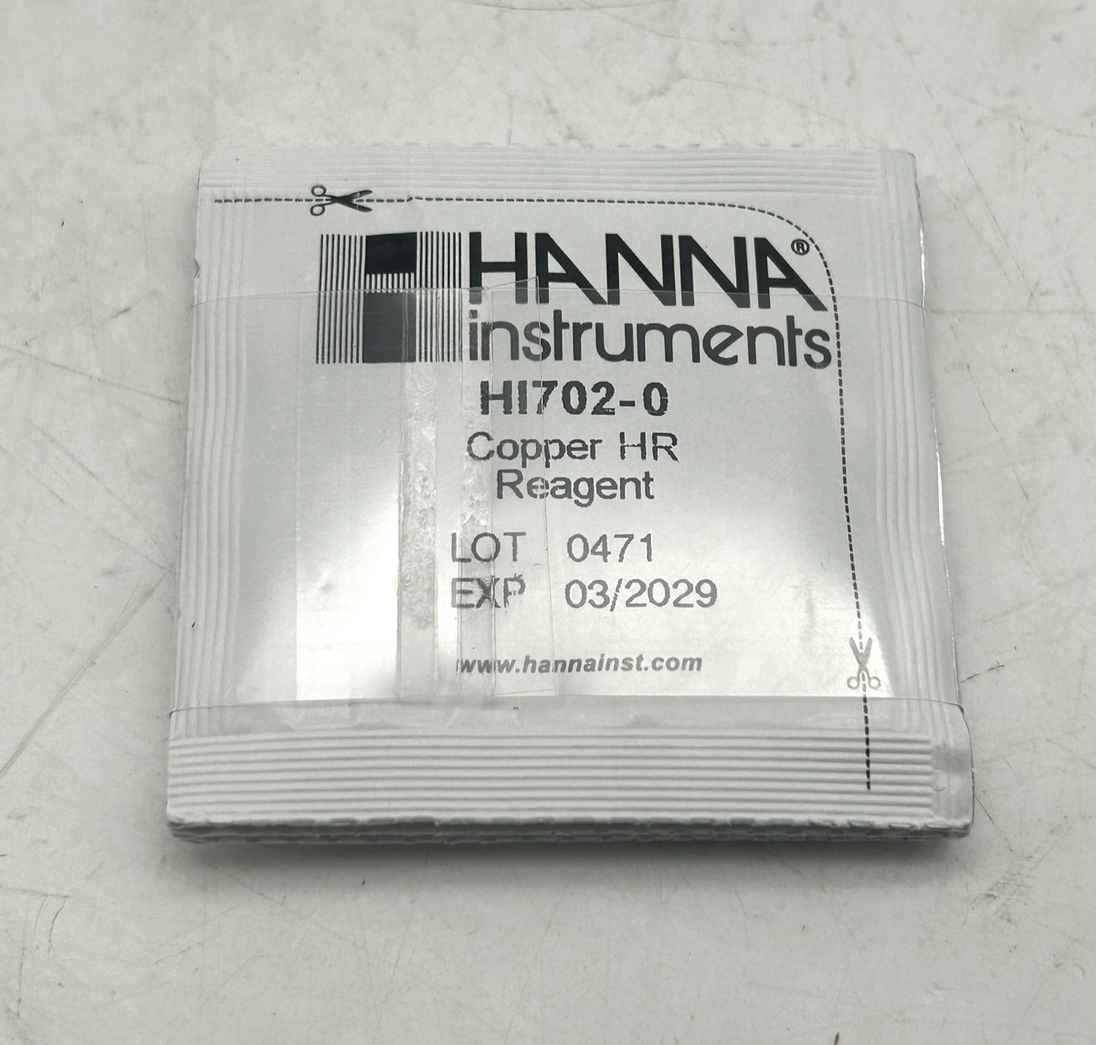 HANNA®
instruments
HI702-0
Copper HR
Reagent
LOT 0471
EXP 03/2029
www.hannainst.com